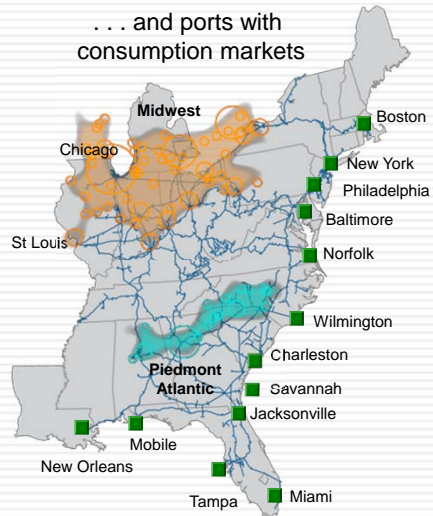 . . . and ports with
consumption markets
Midwest
Boston
Chicago
New York
Philadelphia
Baltimore
St Louis
Norfolk
Wilmington
Charleston
Piedmont
Atlantic
Savannah
Jacksonville
Mobile
New Orleans
Tampa
Miami